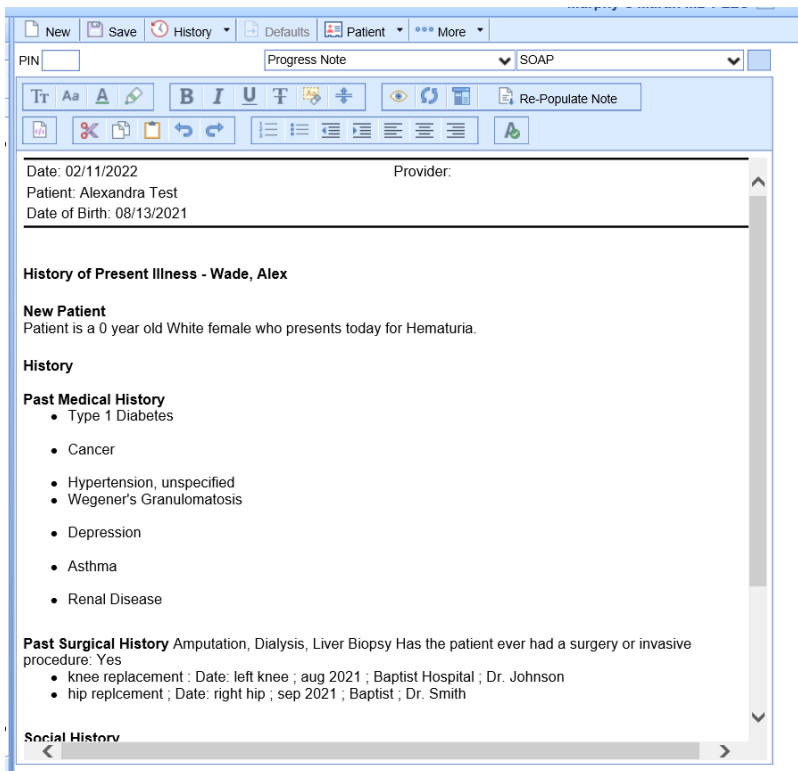 New Save History Defaults Patient More
PIN Progress Note SOAP
Re-Populate Note
Date: 02/11/2022 Provider:
Patient: Alexandra Test
Date of Birth: 08/13/2021
History of Present Illness - Wade, Alex
New Patient
Patient is a 0 year old White female who presents today for Hematuria.
History
Past Medical History
Type 1 Diabetes
Cancer
Hypertension, unspecified
Wegener's Granulomatosis
Depression
Asthma
Renal Disease
Past Surgical History Amputation, Dialysis, Liver Biopsy Has the patient ever had a surgery or invasive
procedure: Yes
knee replacement : Date: left knee ; aug 2021 ; Baptist Hospital ; Dr. Johnson
hip replcement ; Date: right hip ; sep 2021 ; Baptist ; Dr. Smith
Social History